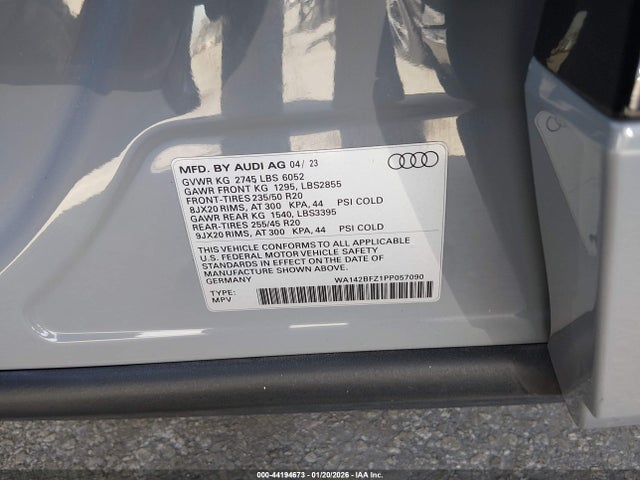 MFD. BY AUDI AG 04/ 23
GVWR KG 2745 LBS 6052
GAWR FRONT KG 1295, LBS2855
FRONT-TIRES 235/50 R20
8JX20 RIMS, AT 300 KPA, 44 PSI COLD
GAWR REAR KG 1540, LBS3395
REAR-TIRES 255/45 R20
9JX20 RIMS, AT 300 KPA, 44 PSI COLD
THIS VEHICLE CONFORMS TO ALL APPLICABLE
U.S. FEDERAL MOTOR VEHICLE SAFETY
STANDARDS IN EFFECT ON THE DATE OF
MANUFACTURE SHOWN ABOVE.
GERMANY
WA142BFZ1PP057090
TYPE:
MPV
000-44194673 | 01/20/2026 | IAA Inc.